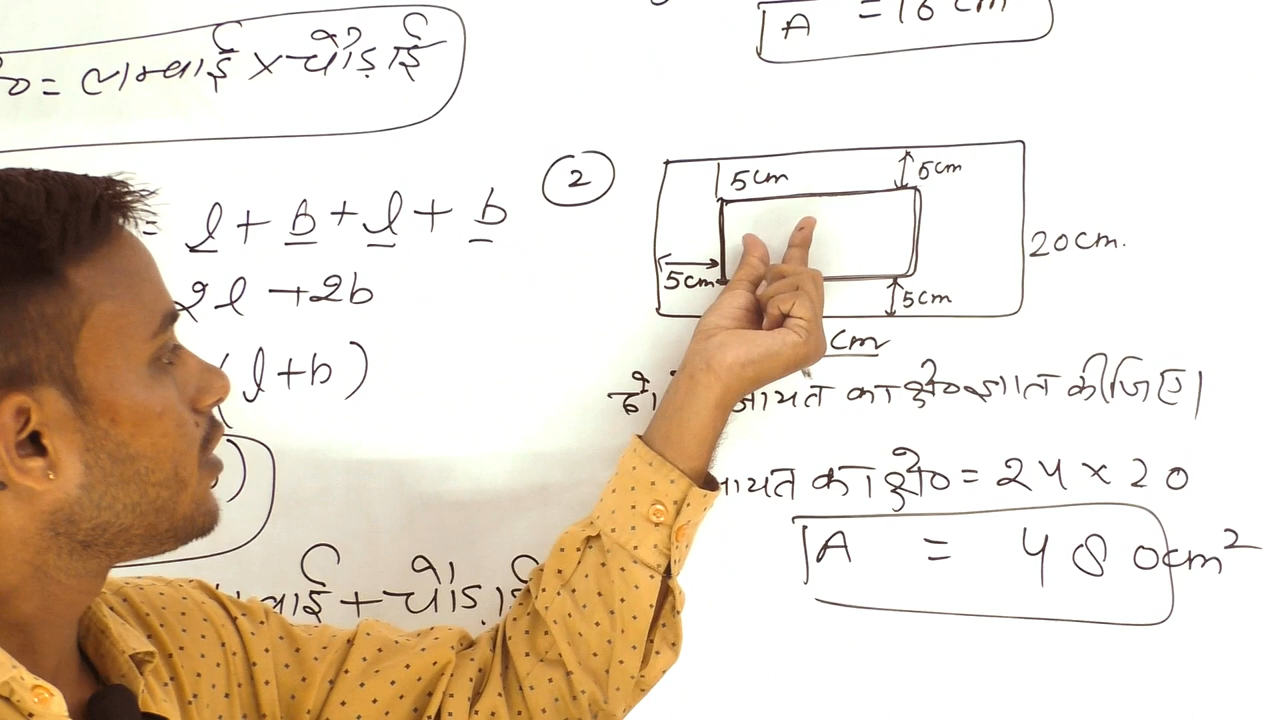 क्षे० = लम्बाई × चौड़ाई
= l + b + l + b
2l + 2b
(l+b)
)
लम्बाई + चौड़ाई
A = 16 cm
2
5cm
5cm
5cm
5cm
20cm.
cm
आयत का क्षे० ज्ञात कीजिए।
आयत का क्षे० = 24 × 20
A = 480cm²